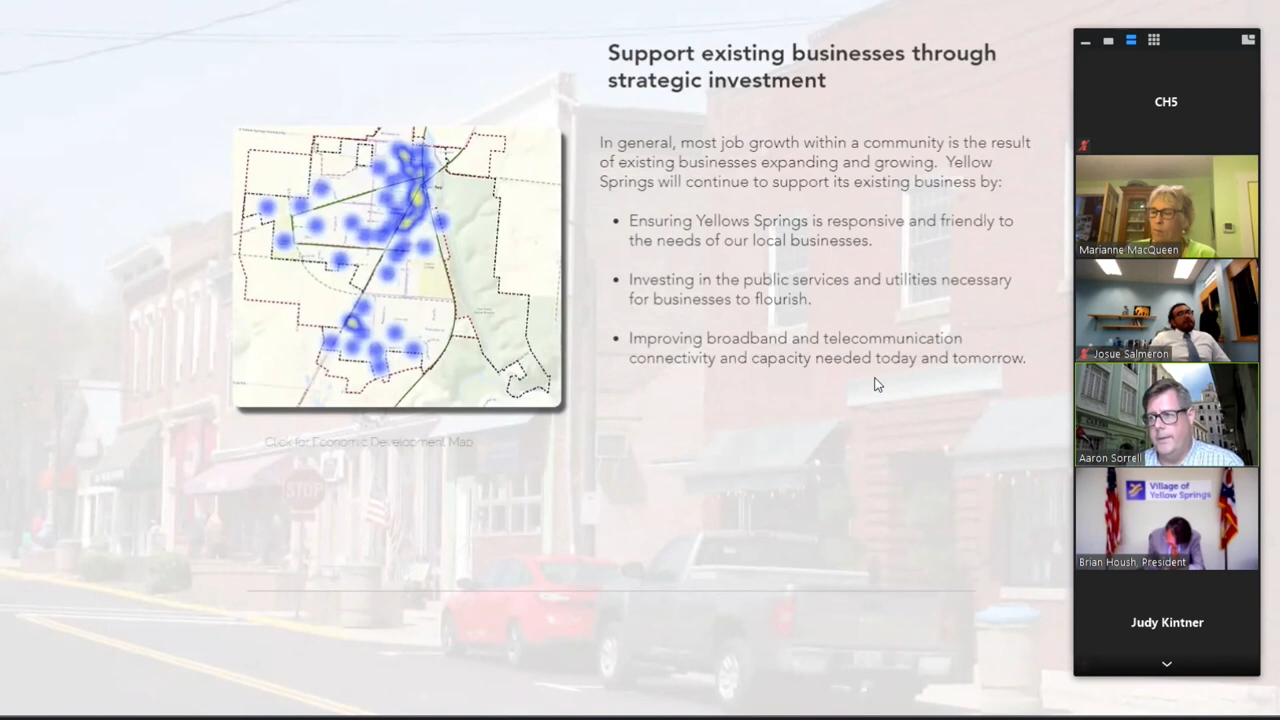 Support existing businesses through
strategic investment
In general, most job growth within a community is the result
of existing businesses expanding and growing. Yellow
Springs will continue to support its existing business by:
• Ensuring Yellows Springs is responsive and friendly to
the needs of our local businesses.
• Investing in the public services and utilities necessary
for businesses to flourish.
• Improving broadband and telecommunication
connectivity and capacity needed today and tomorrow.
Click for Economic Development Map
STOP
CH5
Marianne MacQueen
Josue Salmeron
Aaron Sorrell
Village of
Yellow Springs
Brian Housh, President
Judy Kintner